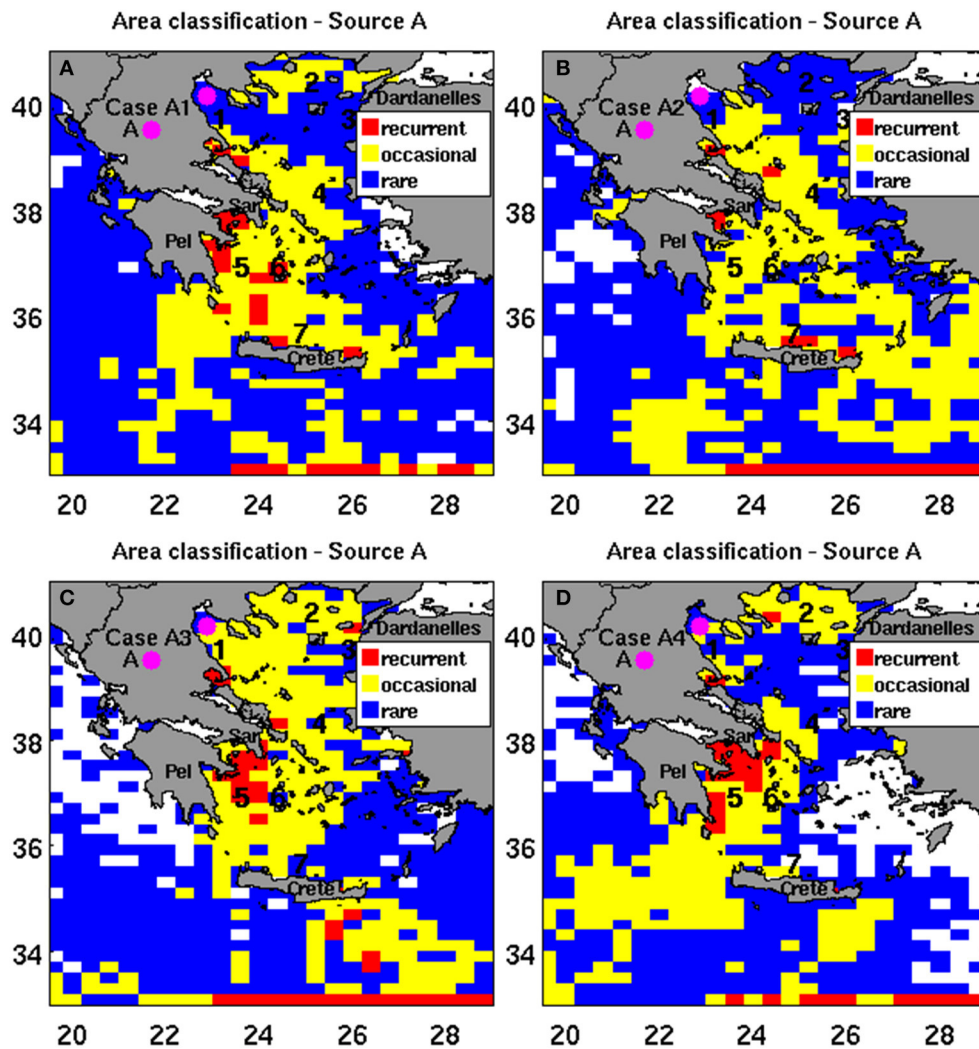 Area classification - Source A
A
Case A1
A
Dardanelles
recurrent
occasional
rare
1
2
3
4
Sar
Pel
5
6
7
Crete
40
38
36
34
20 22 24 26 28
Area classification - Source A
B
Case A2
A
Dardanelles
recurrent
occasional
rare
1
2
3
4
Sar
Pel
5
6
7
Crete
40
38
36
34
20 22 24 26 28
Area classification - Source A
C
Case A3
A
Dardanelles
recurrent
occasional
rare
1
2
3
4
Sar
Pel
5
6
7
Crete
40
38
36
34
20 22 24 26 28
Area classification - Source A
D
Case A4
A
Dardanelles
recurrent
occasional
rare
1
2
3
4
Sar
Pel
5
6
7
Crete
40
38
36
34
20 22 24 26 28